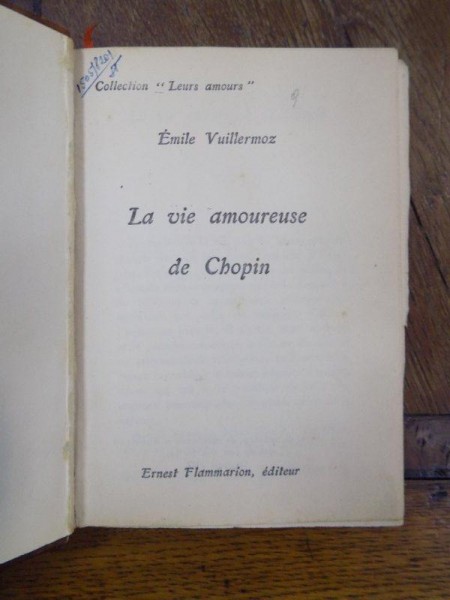 Collection "Leurs amours"
Émile Vuillermoz
La vie amoureuse
de Chopin
Ernest Flammarion, éditeur